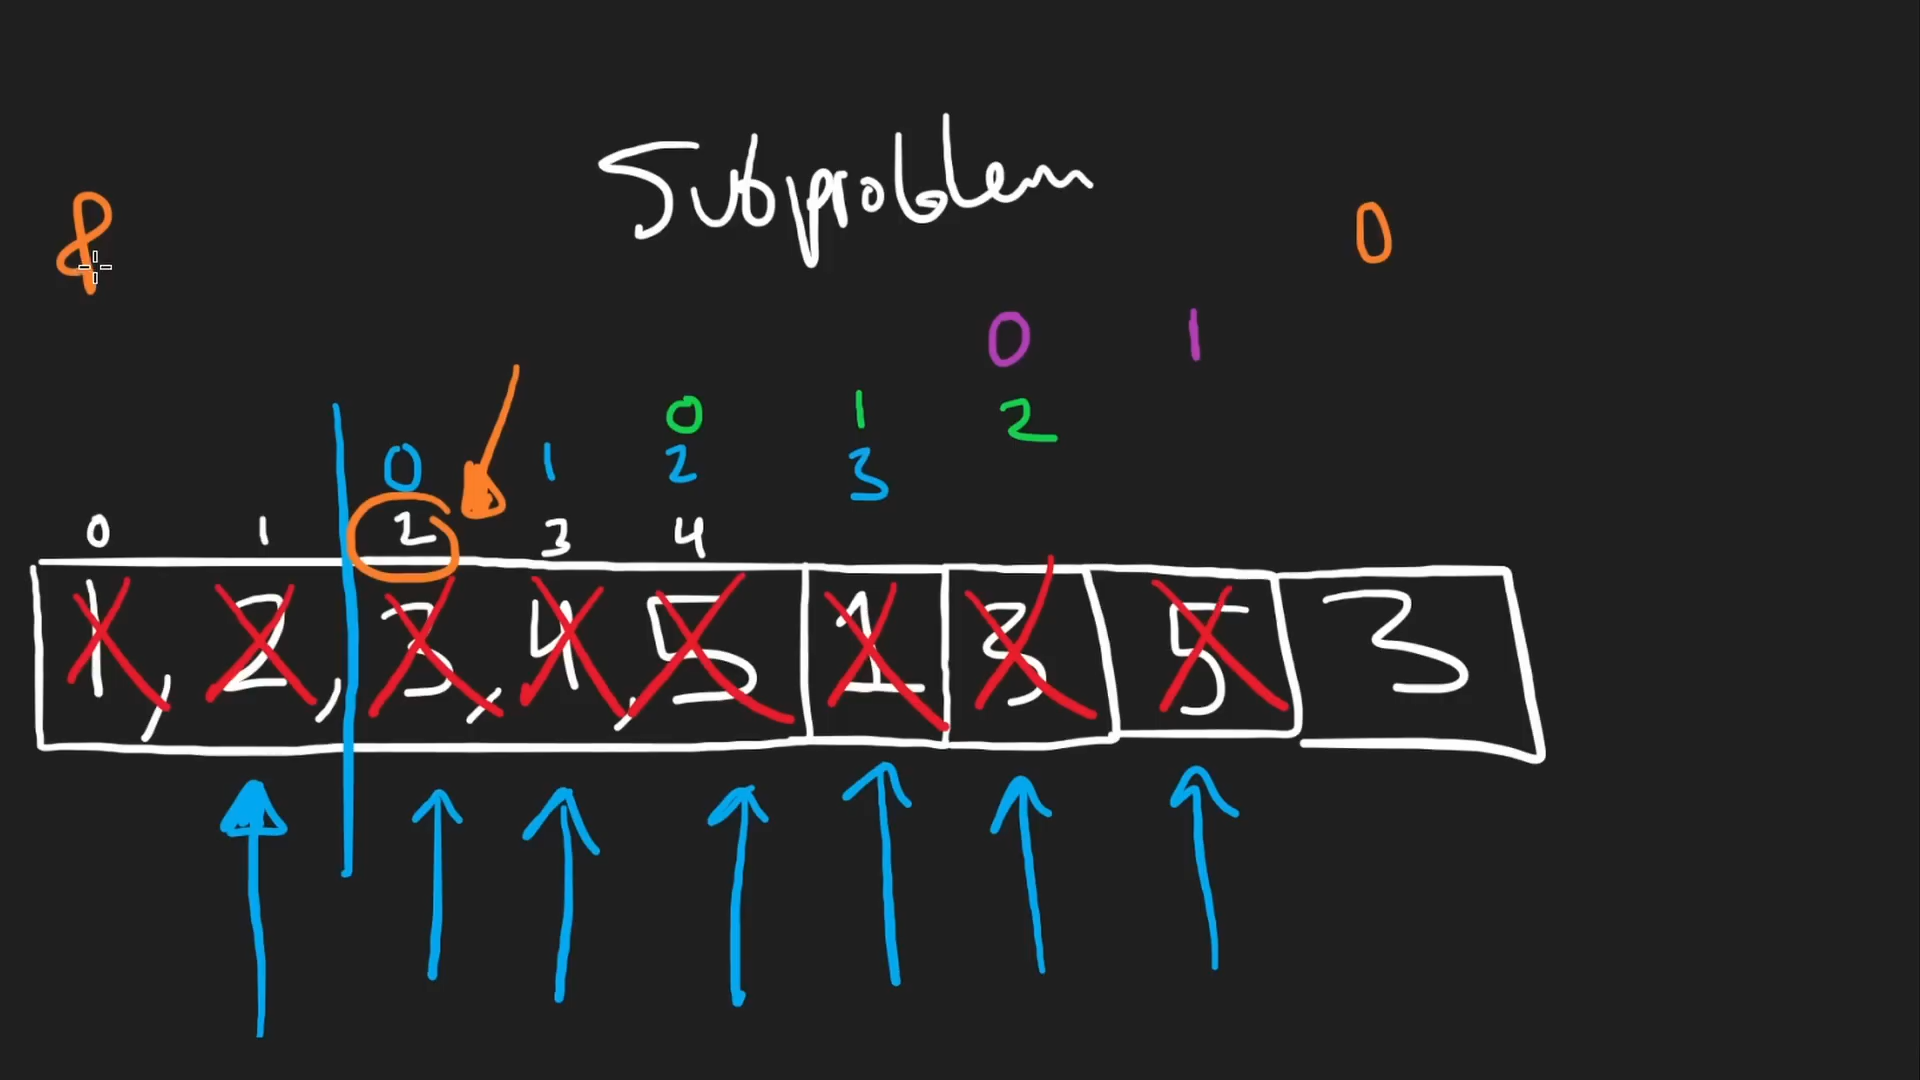 Subproblem
8 0
0 1
0 1 2
0 1 2 3
0 1 2 3 4
1, 2, 3, 4, 5 1 3 5 3